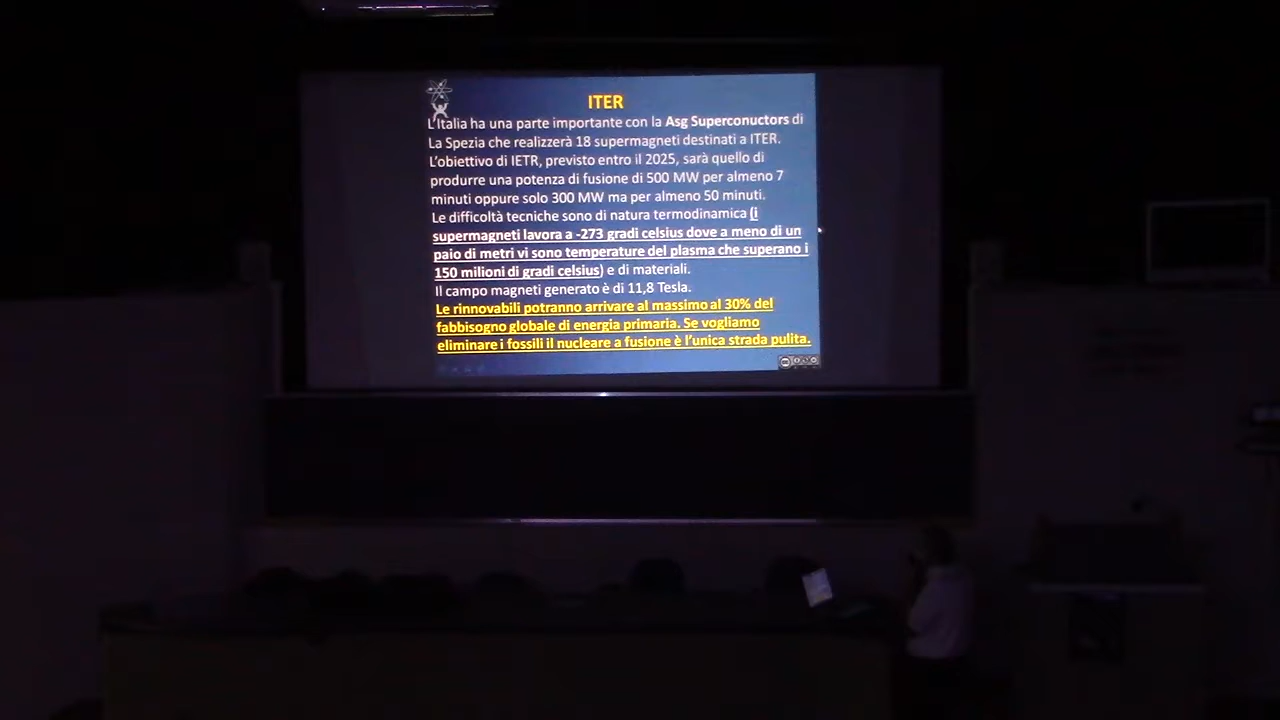 ITER
L'Italia ha una parte importante con la Asg Superconuctors di
La Spezia che realizzerà 18 supermagneti destinati a ITER.
L'obiettivo di IETR, previsto entro il 2025, sarà quello di
produrre una potenza di fusione di 500 MW per almeno 7
minuti oppure solo 300 MW ma per almeno 50 minuti.
Le difficoltà tecniche sono di natura termodinamica (i
supermagneti lavora a -273 gradi celsius dove a meno di un
paio di metri vi sono temperature del plasma che superano i
150 milioni di gradi celsius) e di materiali.
Il campo magneti generato è di 11,8 Tesla.
Le rinnovabili potranno arrivare al massimo al 30% del
fabbisogno globale di energia primaria. Se vogliamo
eliminare i fossili il nucleare a fusione è l'unica strada pulita.